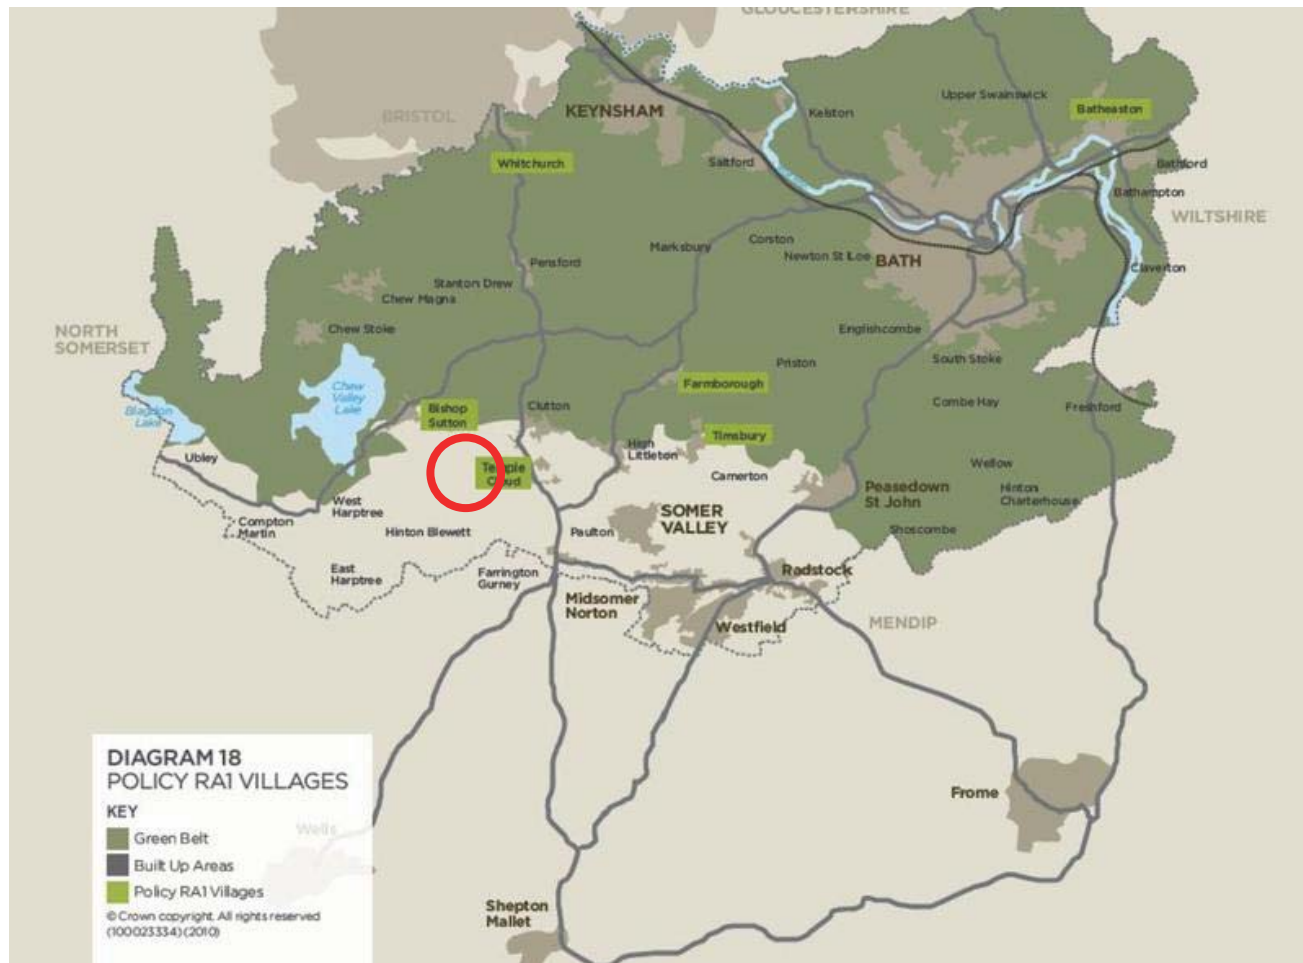 GLOUCESTERSHIRE
BRISTOL
KEYNSHAM
Kelston
Upper Swainswick
Batheaston
Whitchurch
Saltford
Bathford
Bathampton
WILTSHIRE
Marksbury
Corston
Newton St Loe
BATH
Claverton
Pensford
Stanton Drew
Chew Magna
Chew Stoke
NORTH
SOMERSET
Englishcombe
South Stoke
Priston
Farmborough
Combe Hay
Freshford
Chew
Valley
Lake
Blagdon
Lake
Bishop
Sutton
Clutton
Timsbury
High
Littleton
Camerton
Ubley
Temple
Cloud
Wellow
Hinton
Charterhouse
Peasedown
St John
Shoscombe
West
Harptree
Compton
Martin
Hinton Blewett
Paulton
SOMER
VALLEY
East
Harptree
Farrington
Gurney
Radstock
Midsomer
Norton
Westfield
MENDIP
Frome
Wells
Shepton
Mallet
DIAGRAM 18
POLICY RA1 VILLAGES
KEY
Green Belt
Built Up Areas
Policy RA1 Villages
© Crown copyright. All rights reserved
(100023334) (2010)